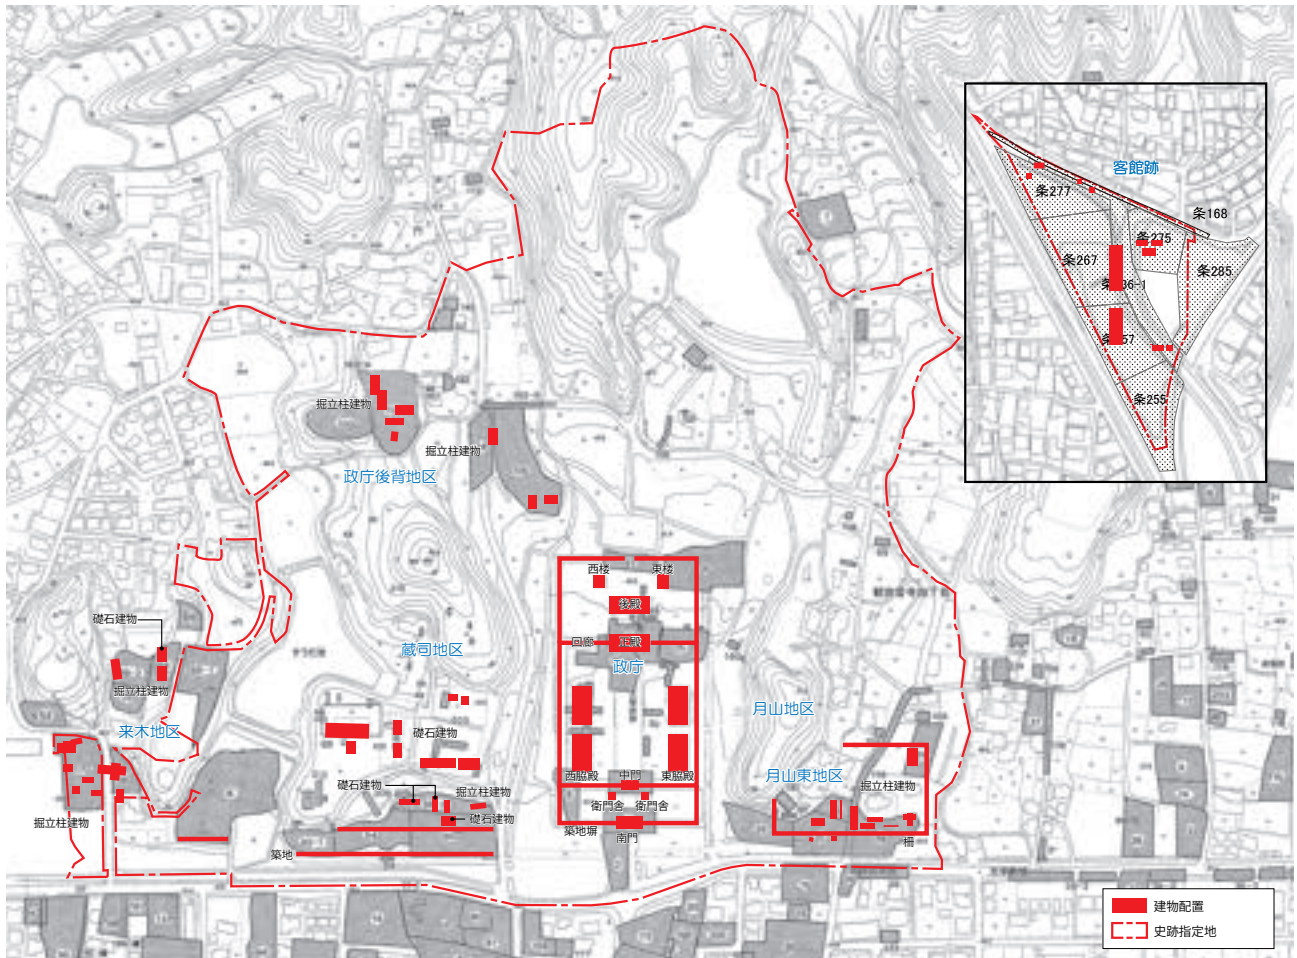 客館跡
条168
条277
条275
条267
条285
条255
掘立柱建物
掘立柱建物
政庁後背地区
西楼
東楼
後殿
礎石建物
回廊
正殿
蔵司地区
政庁
掘立柱建物
月山地区
来木地区
礎石建物
西脇殿
中門
東脇殿
月山東地区
礎石建物
掘立柱建物
掘立柱建物
衛門舎
衛門舎
掘立柱建物
礎石建物
築地塀
南門
柵
築地
建物配置
史跡指定地